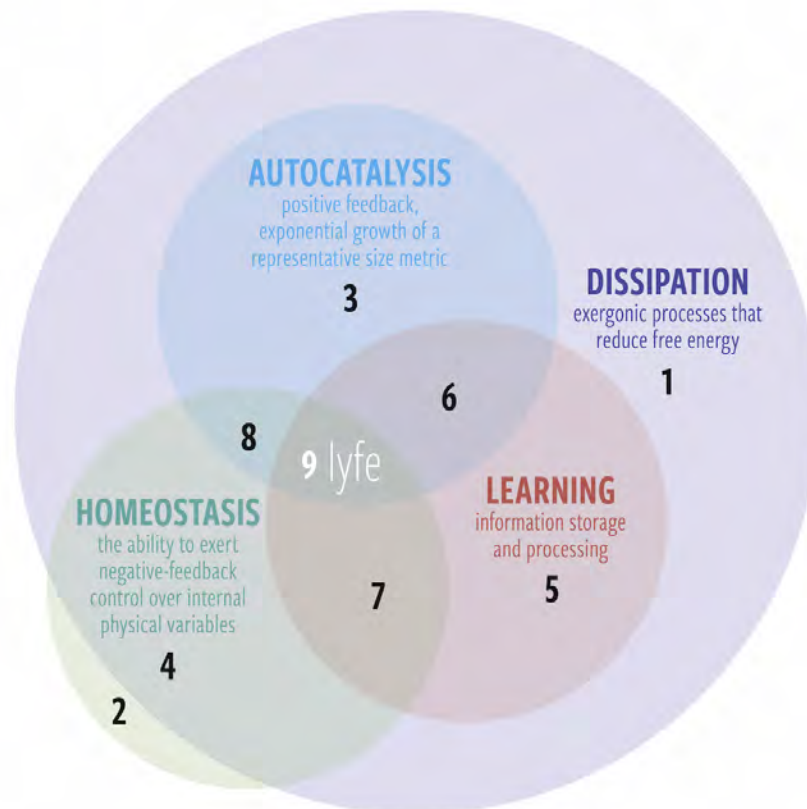 AUTOCATALYSIS
positive feedback,
exponential growth of a
representative size metric
3
DISSIPATION
exergonic processes that
reduce free energy
1
6
8
9 lyfe
LEARNING
information storage
and processing
5
HOMEOSTASIS
the ability to exert
negative-feedback
control over internal
physical variables
4
7
2